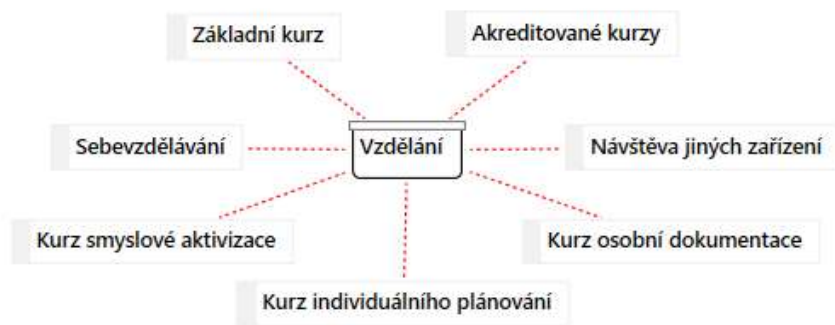 Základní kurz
Akreditované kurzy
Sebevzdělávání
Vzdělání
Návštěva jiných zařízení
Kurz smyslové aktivizace
Kurz osobní dokumentace
Kurz individuálního plánování